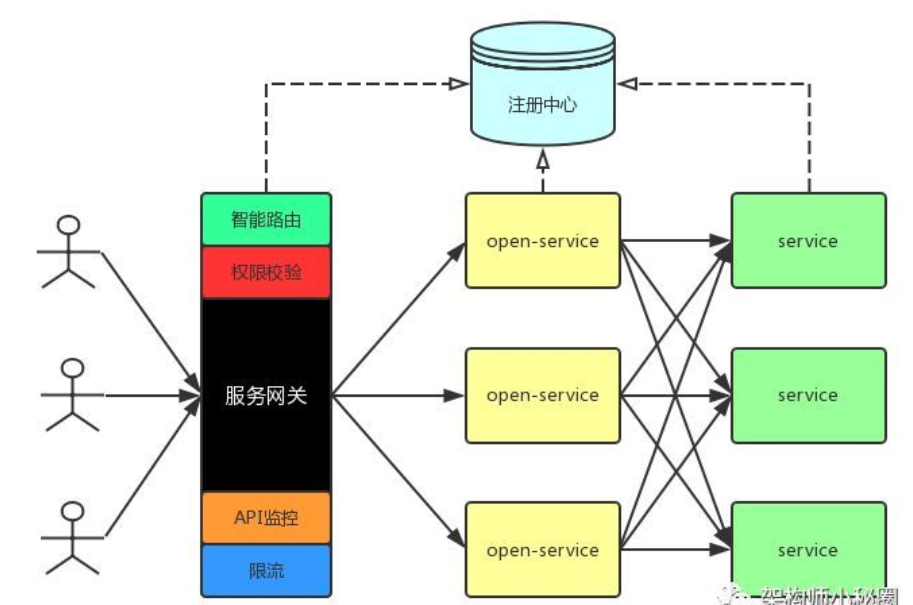 注册中心
智能路由
权限校验
服务网关
API监控
限流
open-service
service
open-service
service
open-service
service
架构师小秘圈